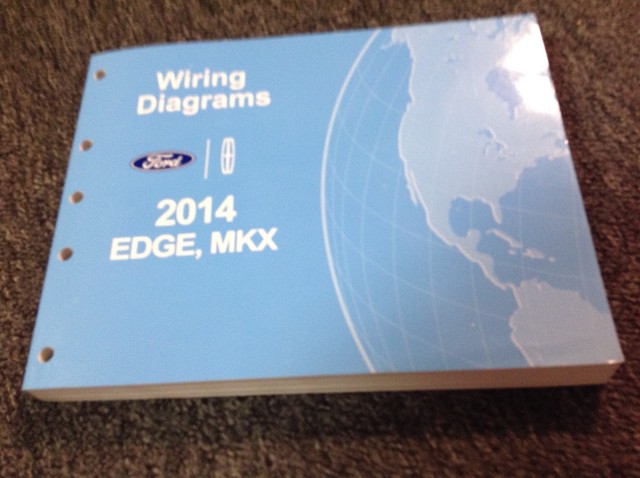 Wiring
Diagrams
Ford
2014
EDGE, MKX